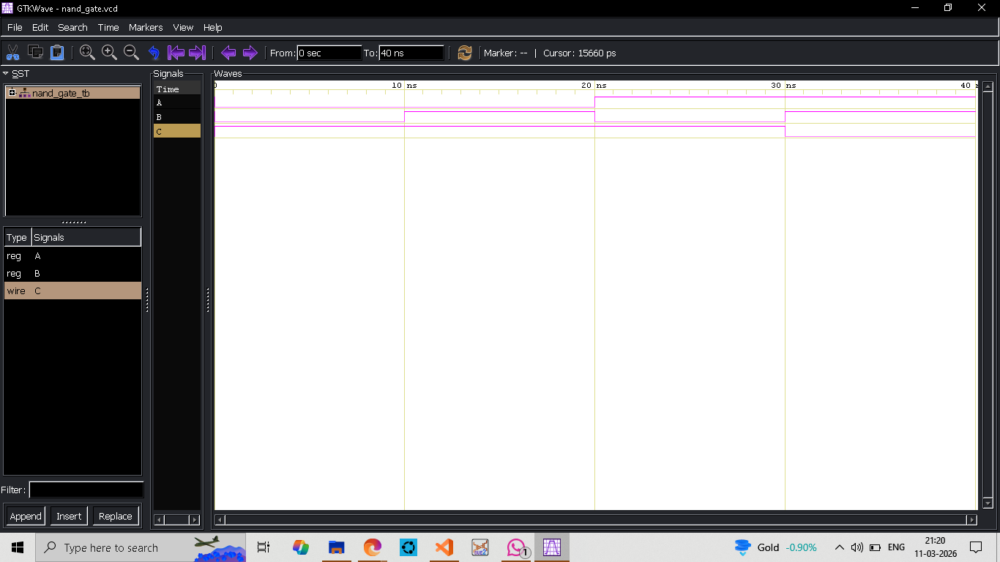 GTKWave - nand_gate.vcd
File Edit Search Time Markers View Help
From: 0 sec To: 40 ns Marker: -- | Cursor: 15660 ps
SST
nand_gate_tb
Type Signals
reg A
reg B
wire C
Filter:
Append Insert Replace
Signals
Time
A
B
C
Waves
0 10 ns 20 ns 30 ns 40 n
Type here to search
SUE2
1
Gold -0.90%
ENG
21:20
11-03-2026